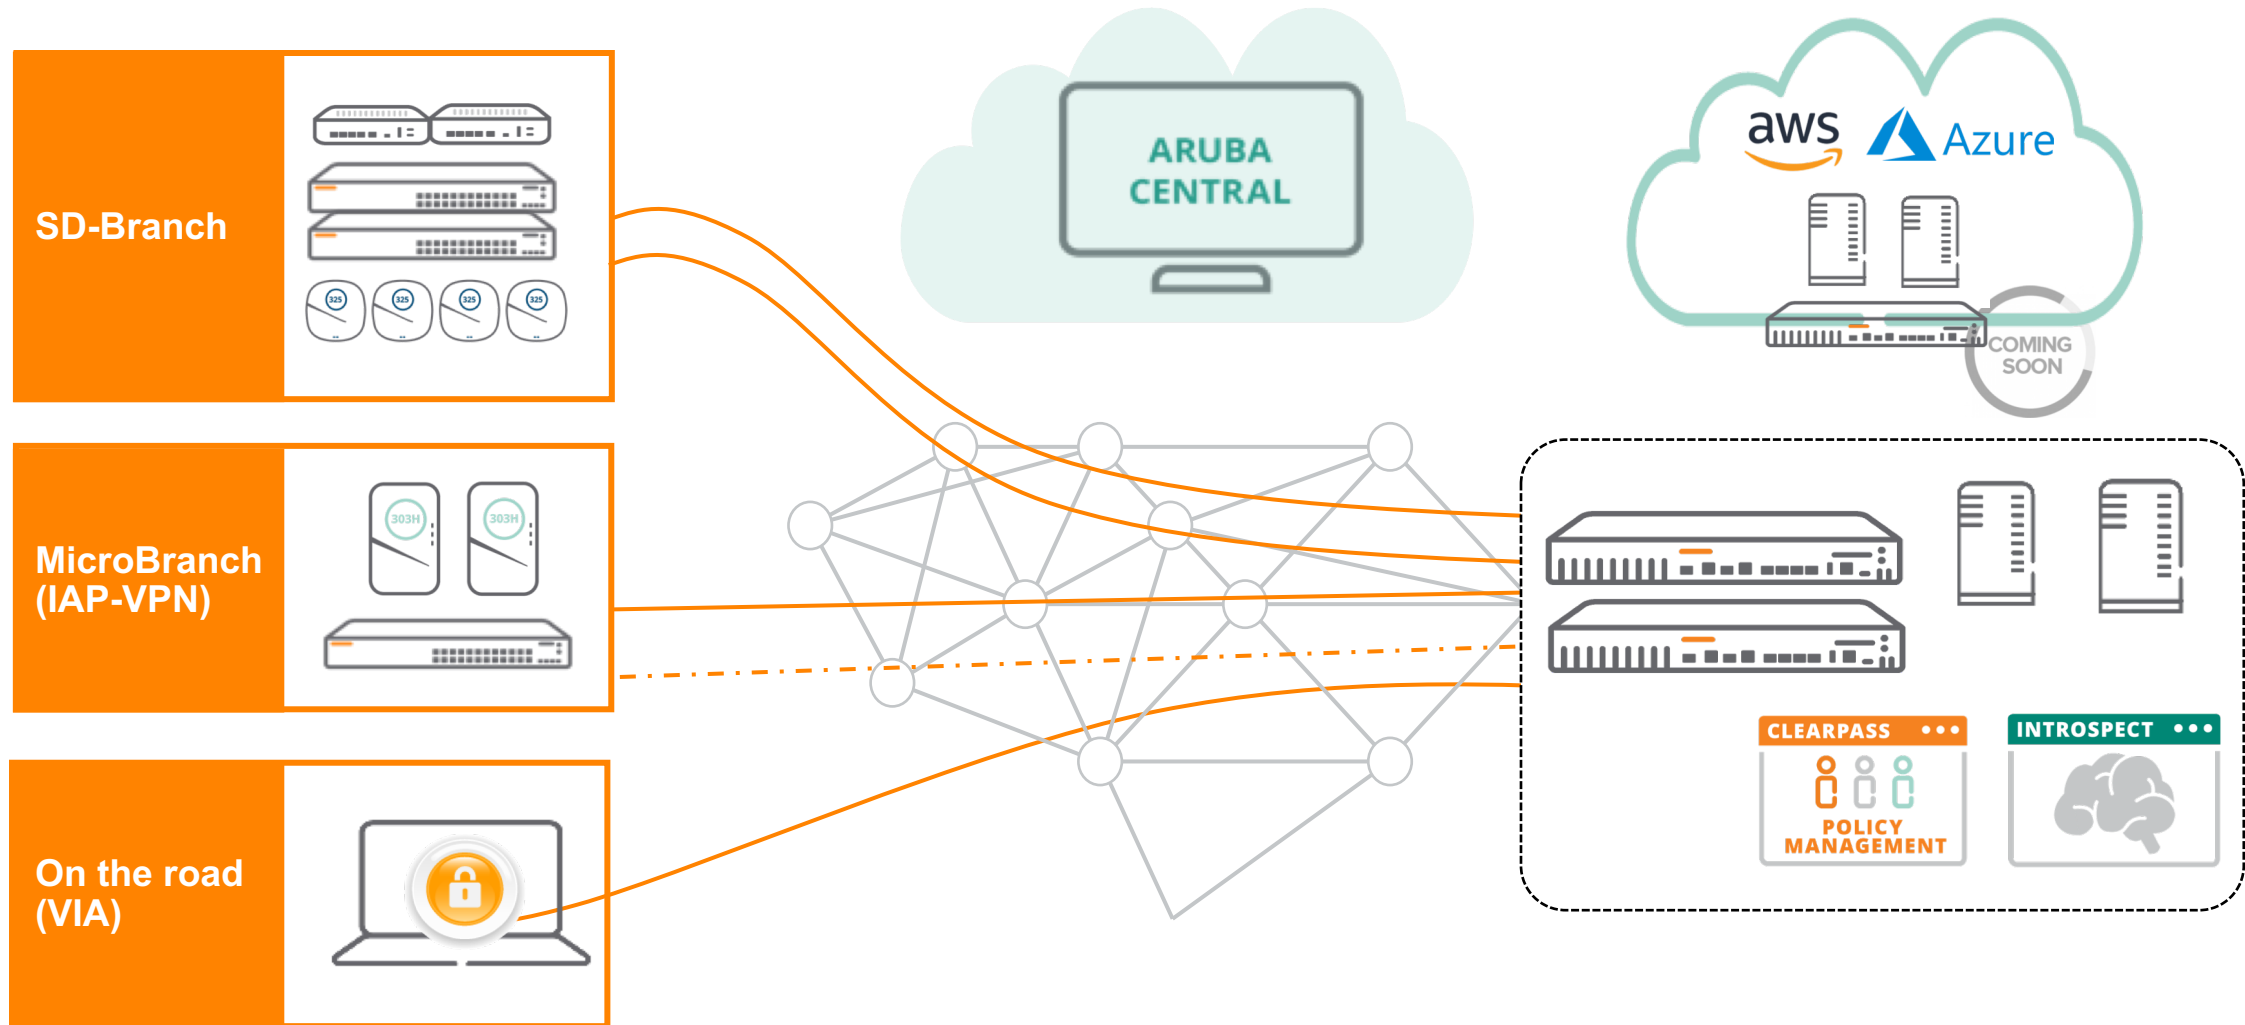 SD-Branch
325 325 325 325
MicroBranch
(IAP-VPN)
303H 303H
On the road
(VIA)
ARUBA
CENTRAL
aws Azure
COMING
SOON
CLEARPASS
POLICY
MANAGEMENT
INTROSPECT